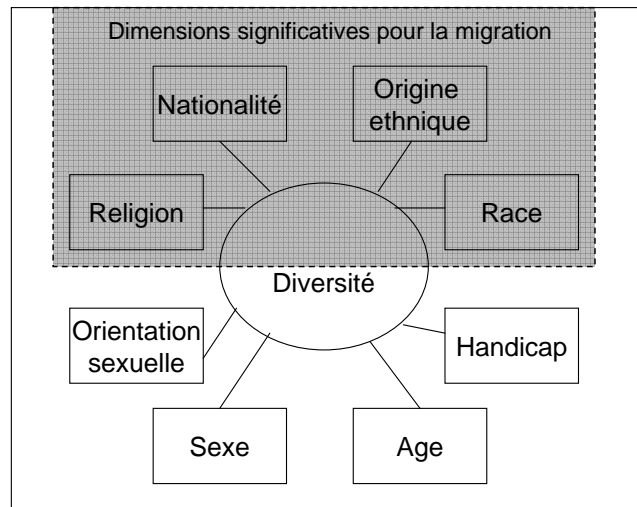 Dimensions significatives pour la migration
Nationalité
Origine
ethnique
Religion
Race
Diversité
Orientation
sexuelle
Handicap
Sexe
Age